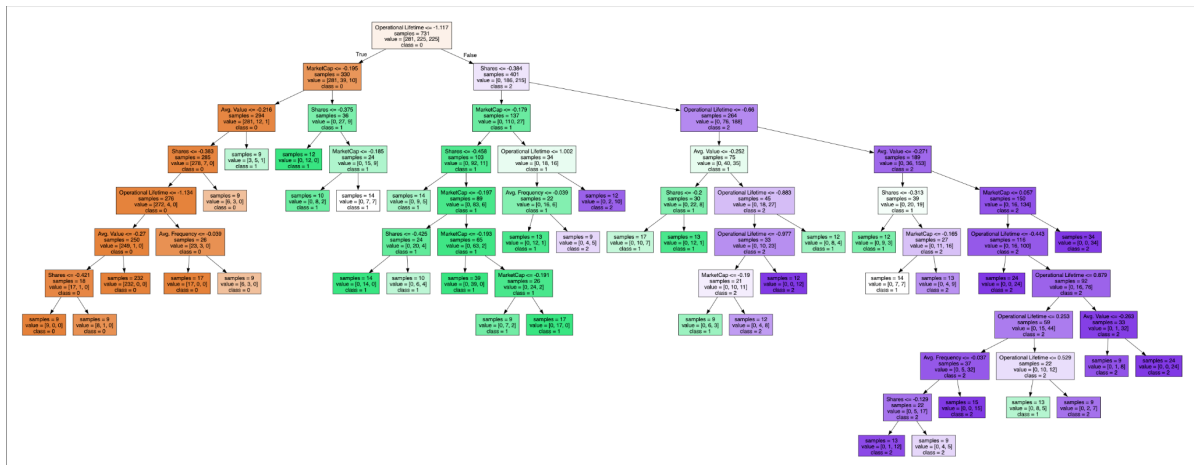 Operational Lifetime <= -1.117
samples = 731
value = [281, 225, 225]
class = 0
True
False
MarketCap <= -0.195
samples = 330
value = [281, 39, 10]
class = 0
Shares <= -0.384
samples = 401
value = [0, 186, 215]
class = 2
Avg. Value <= -0.216
samples = 294
value = [281, 12, 1]
class = 0
Shares <= -0.375
samples = 36
value = [0, 27, 9]
class = 1
MarketCap <= -0.179
samples = 137
value = [0, 110, 27]
class = 1
Operational Lifetime <= -0.66
samples = 264
value = [0, 76, 188]
class = 2
Shares <= -0.383
samples = 285
value = [278, 7, 0]
class = 0
samples = 9
value = [3, 5, 1]
class = 1
samples = 12
value = [0, 12, 0]
class = 1
MarketCap <= -0.185
samples = 24
value = [0, 15, 9]
class = 1
Shares <= -0.458
samples = 103
value = [0, 92, 11]
class = 1
Operational Lifetime <= 1.002
samples = 34
value = [0, 18, 16]
class = 1
Avg. Value <= -0.252
samples = 75
value = [0, 40, 35]
class = 1
Avg. Value <= -0.271
samples = 189
value = [0, 36, 153]
class = 2
Operational Lifetime <= -1.134
samples = 276
value = [272, 4, 0]
class = 0
samples = 9
value = [6, 3, 0]
class = 0
samples = 10
value = [0, 8, 2]
class = 1
samples = 14
value = [0, 7, 7]
class = 1
samples = 14
value = [0, 9, 5]
class = 1
MarketCap <= -0.197
samples = 89
value = [0, 83, 6]
class = 1
Avg. Frequency <= -0.039
samples = 22
value = [0, 16, 6]
class = 1
samples = 12
value = [0, 2, 10]
class = 2
Shares <= -0.2
samples = 30
value = [0, 22, 8]
class = 1
Operational Lifetime <= -0.883
samples = 45
value = [0, 18, 27]
class = 2
Shares <= -0.313
samples = 39
value = [0, 20, 19]
class = 1
MarketCap <= 0.057
samples = 150
value = [0, 16, 134]
class = 2
Avg. Value <= -0.27
samples = 250
value = [249, 1, 0]
class = 0
Avg. Frequency <= -0.039
samples = 26
value = [23, 3, 0]
class = 0
Shares <= -0.425
samples = 24
value = [0, 20, 4]
class = 1
MarketCap <= -0.193
samples = 65
value = [0, 63, 2]
class = 1
samples = 13
value = [0, 12, 1]
class = 1
samples = 9
value = [0, 4, 5]
class = 2
samples = 17
value = [0, 10, 7]
class = 1
samples = 13
value = [0, 12, 1]
class = 1
Operational Lifetime <= -0.977
samples = 33
value = [0, 10, 23]
class = 2
samples = 12
value = [0, 8, 4]
class = 1
samples = 12
value = [0, 9, 3]
class = 1
MarketCap <= -0.165
samples = 27
value = [0, 11, 16]
class = 2
Operational Lifetime <= -0.443
samples = 116
value = [0, 16, 100]
class = 2
samples = 34
value = [0, 0, 34]
class = 2
Shares <= -0.421
samples = 18
value = [17, 1, 0]
class = 0
samples = 232
value = [232, 0, 0]
class = 0
samples = 17
value = [17, 0, 0]
class = 0
samples = 9
value = [6, 3, 0]
class = 0
samples = 14
value = [0, 14, 0]
class = 1
samples = 10
value = [0, 6, 4]
class = 1
samples = 39
value = [0, 39, 0]
class = 1
MarketCap <= -0.191
samples = 26
value = [0, 24, 2]
class = 1
MarketCap <= -0.19
samples = 21
value = [0, 10, 11]
class = 2
samples = 12
value = [0, 0, 12]
class = 2
samples = 14
value = [0, 7, 7]
class = 1
samples = 13
value = [0, 4, 9]
class = 2
samples = 24
value = [0, 0, 24]
class = 2
Operational Lifetime <= 0.879
samples = 92
value = [0, 16, 76]
class = 2
samples = 9
value = [9, 0, 0]
class = 0
samples = 9
value = [8, 1, 0]
class = 0
samples = 9
value = [0, 7, 2]
class = 1
samples = 17
value = [0, 17, 0]
class = 1
samples = 9
value = [0, 6, 3]
class = 1
samples = 12
value = [0, 4, 8]
class = 2
Operational Lifetime <= 0.253
samples = 59
value = [0, 15, 44]
class = 2
samples = 33
value = [0, 1, 32]
class = 2
Avg. Frequency <= -0.037
samples = 37
value = [0, 5, 32]
class = 2
Operational Lifetime <= 0.529
samples = 22
value = [0, 10, 12]
class = 2
samples = 9
value = [0, 1, 8]
class = 2
samples = 24
value = [0, 0, 24]
class = 2
Shares <= -0.129
samples = 22
value = [0, 5, 17]
class = 2
samples = 15
value = [0, 0, 15]
class = 2
samples = 13
value = [0, 8, 5]
class = 1
samples = 9
value = [0, 2, 7]
class = 2
samples = 13
value = [0, 1, 12]
class = 2
samples = 9
value = [0, 4, 5]
class = 2